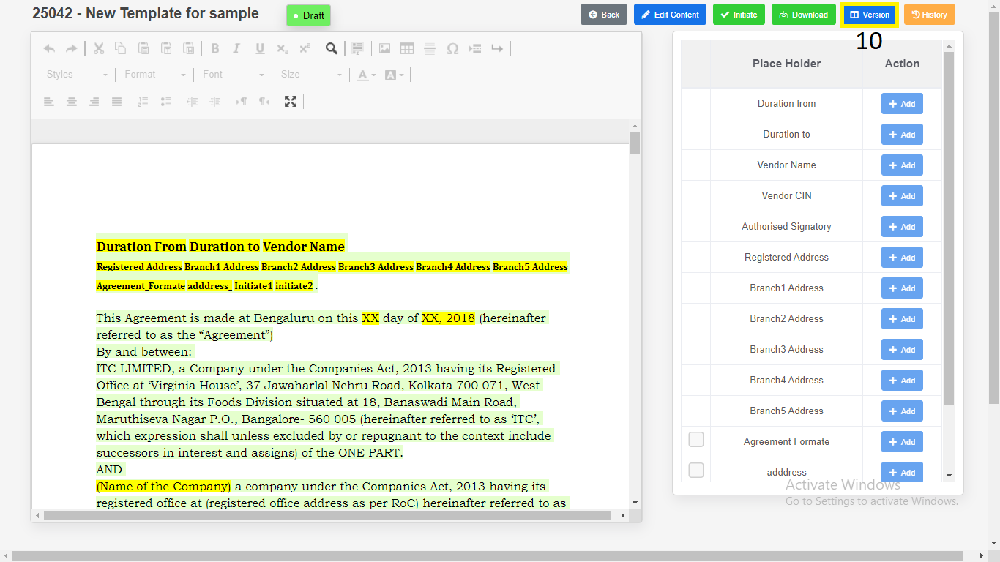 25042 - New Template for sample
Draft
Back
Edit Content
Initiate
Download
Version
History
10
Styles
Format
Font
Size
Duration From Duration to Vendor Name
Registered Address Branch1 Address Branch2 Address Branch3 Address Branch4 Address Branch5 Address
Agreement_Formate adddress_ Initiate1 initiate2 .
This Agreement is made at Bengaluru on this XX day of XX, 2018 (hereinafter
referred to as the “Agreement”)
By and between:
ITC LIMITED, a Company under the Companies Act, 2013 having its Registered
Office at ‘Virginia House’, 37 Jawaharlal Nehru Road, Kolkata 700 071, West
Bengal through its Foods Division situated at 18, Banaswadi Main Road,
Maruthiseva Nagar P.O., Bangalore- 560 005 (hereinafter referred to as ‘ITC’,
which expression shall unless excluded by or repugnant to the context include
successors in interest and assigns) of the ONE PART.
AND
(Name of the Company) a company under the Companies Act, 2013 having its
registered office at (registered office address as per RoC) hereinafter referred to as
Place Holder Action
Duration from Add
Duration to Add
Vendor Name Add
Vendor CIN Add
Authorised Signatory Add
Registered Address Add
Branch1 Address Add
Branch2 Address Add
Branch3 Address Add
Branch4 Address Add
Branch5 Address Add
Agreement Formate Add
adddress Add
Activate Windows
Go to Settings to activate Windows.